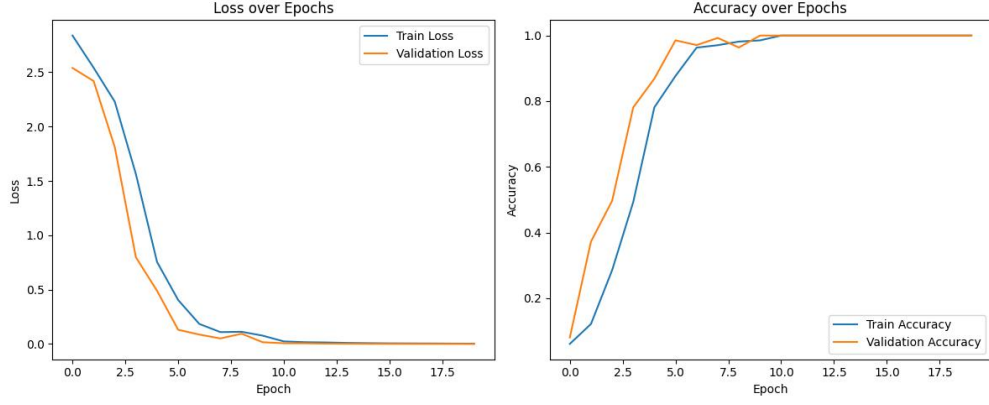 Loss over Epochs
Train Loss
Validation Loss
2.5
2.0
1.5
1.0
0.5
0.0
Loss
0.0 2.5 5.0 7.5 10.0 12.5 15.0 17.5
Epoch
Accuracy over Epochs
1.0
0.8
0.6
0.4
0.2
Accuracy
Train Accuracy
Validation Accuracy
0.0 2.5 5.0 7.5 10.0 12.5 15.0 17.5
Epoch